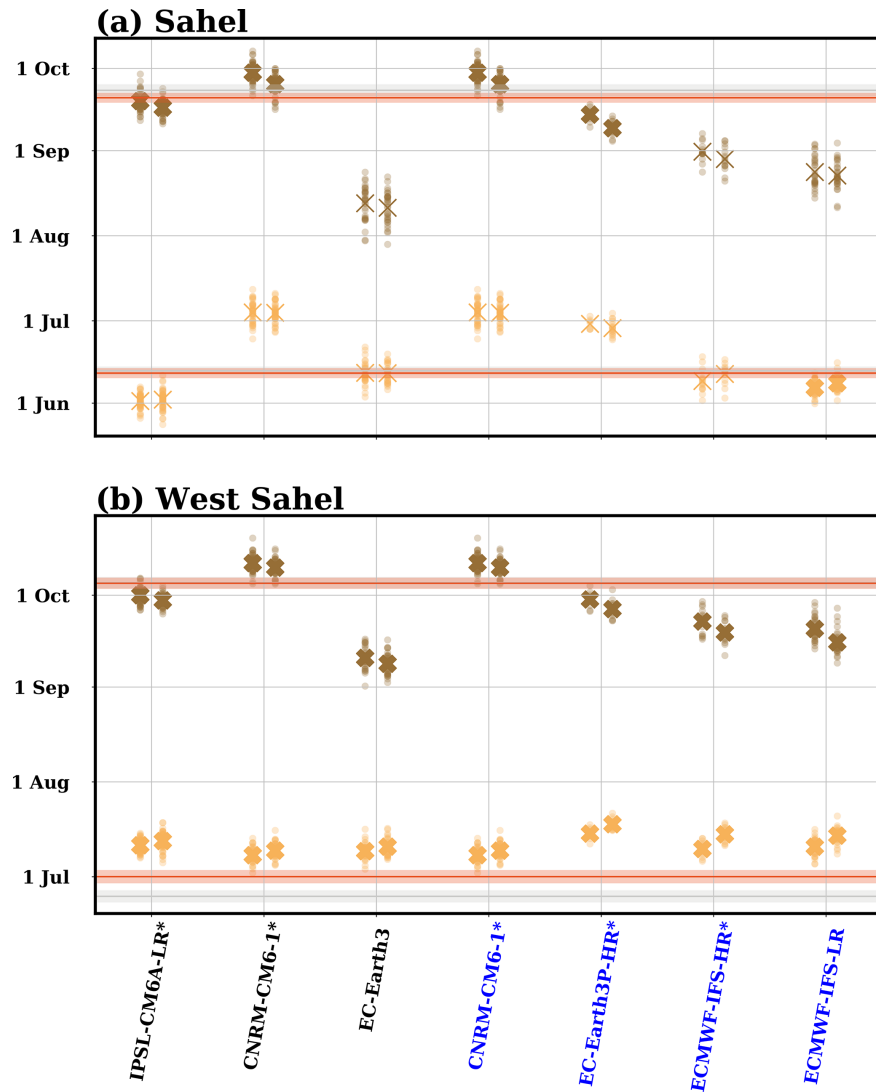 (a) Sahel
1 Oct
1 Sep
1 Aug
1 Jul
1 Jun
(b) West Sahel
1 Oct
1 Sep
1 Aug
1 Jul
IPSL-CM6A-LR*
CNRM-CM6-1*
EC-Earth3
CNRM-CM6-1*
EC-Earth3P-HR*
ECMWF-IFS-HR*
ECMWF-IFS-LR